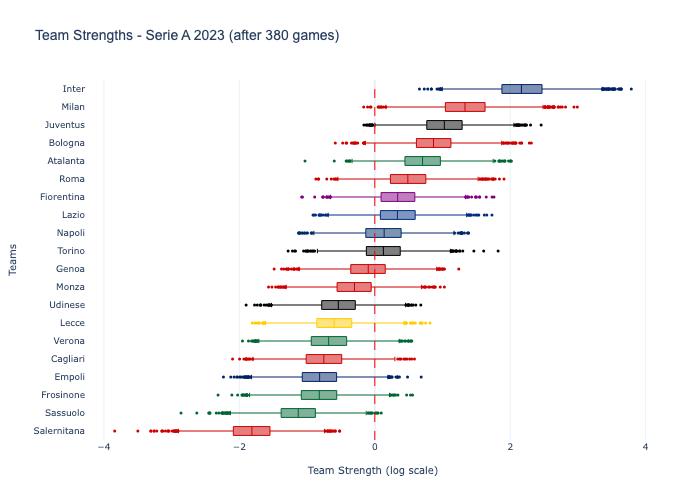 Team Strengths - Serie A 2023 (after 380 games)
Inter
Milan
Juventus
Bologna
Atalanta
Roma
Fiorentina
Lazio
Napoli
Torino
Genoa
Monza
Udinese
Lecce
Verona
Cagliari
Empoli
Frosinone
Sassuolo
Salernitana
Teams
−4 −2 0 2 4
Team Strength (log scale)